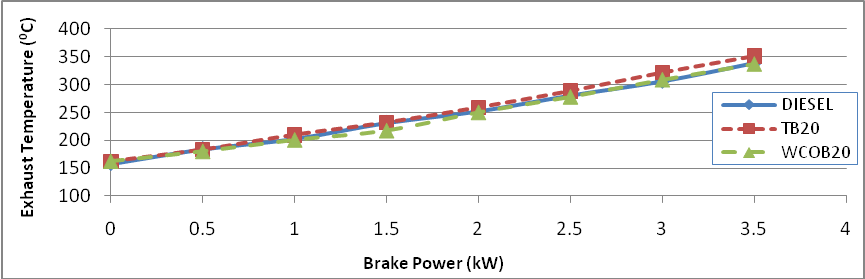 400
350
300
250
200
150
100
Exhaust Temperature (⁰C)
0 0.5 1 1.5 2 2.5 3 3.5 4
Brake Power (kW)
DIESEL
TB20
WCOB20